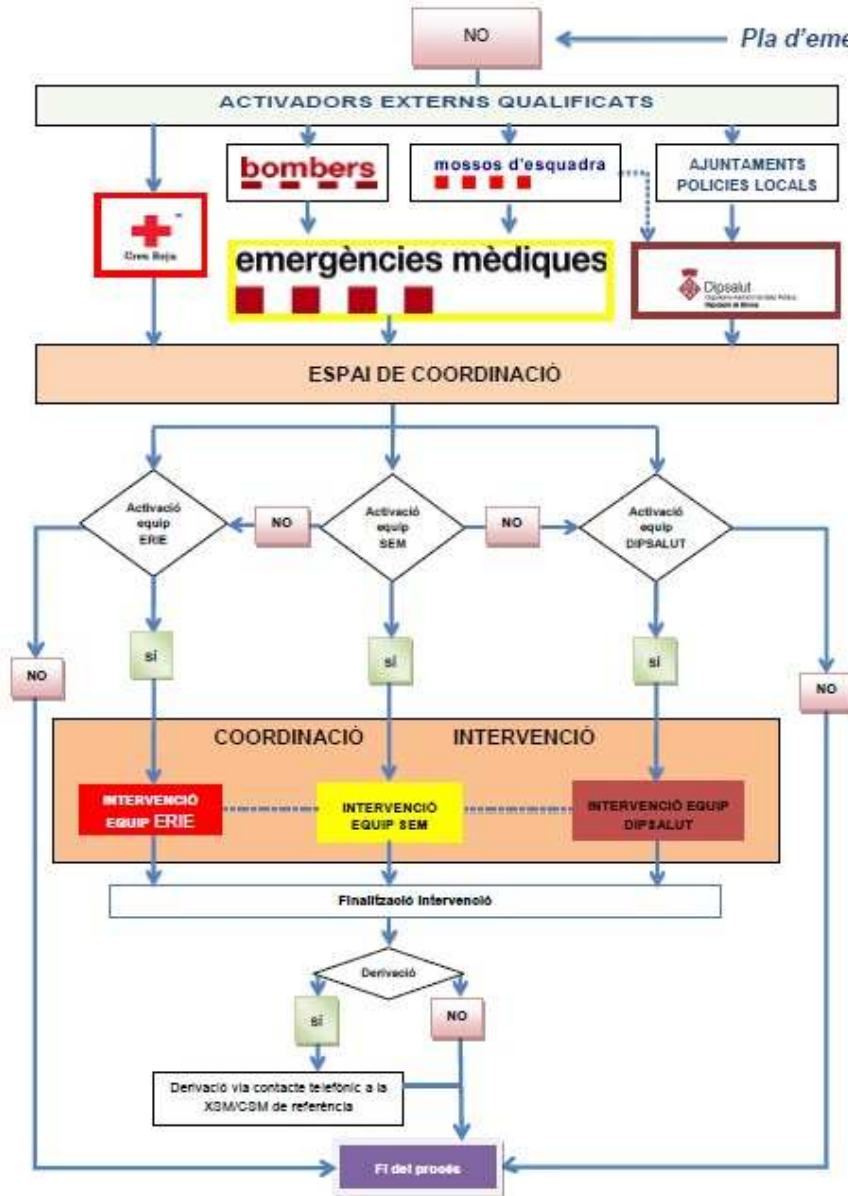 NO
Pla d'eme
ACTIVADORS EXTERNS QUALIFICATS
bombers
mossos d'esquadra
AJUNTAMENTS
POLICIES LOCALS
Creu Roja
emergències mèdiques
Dipsalut
ESPAI DE COORDINACIÓ
Activació
equip
ERIE
NO
Activació
equip
SEM
NO
Activació
equip
DIPSALUT
sí
sí
sí
NO
NO
COORDINACIÓ INTERVENCIÓ
INTERVENCIÓ
EQUIP ERIE
INTERVENCIÓ
EQUIP SEM
INTERVENCIÓ EQUIP
DIPSALUT
Finalització Intervenció
Derivació
sí
NO
Derivació via contacte telefònic a la
XSM/CSM de referència
Fi del procés